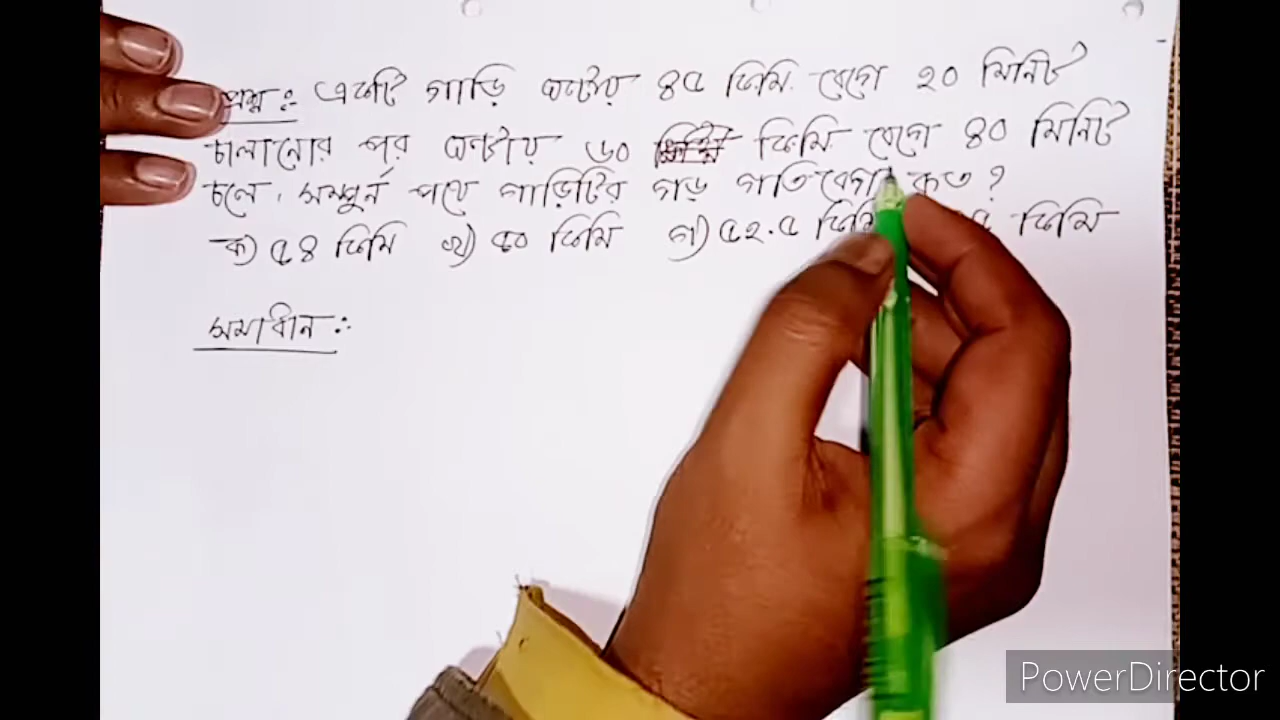 প্রশ্ন ঃ একটি গাড়ি ঘন্টায় ৪৫ কিমি. বেগে ২০ মিনিট
চালানোর পর ঘন্টায় ৬০ কিমি. বেগে ৪০ মিনিট
চলে। সম্পুর্ন পথে গাড়িটির গড় গতিবেগ কত ?
ক) ৫৪ কিমি খ) ৫০ কিমি গ) ৫২.৫ কিমি ৫ কিমি
সমাধান ঃ
PowerDirector